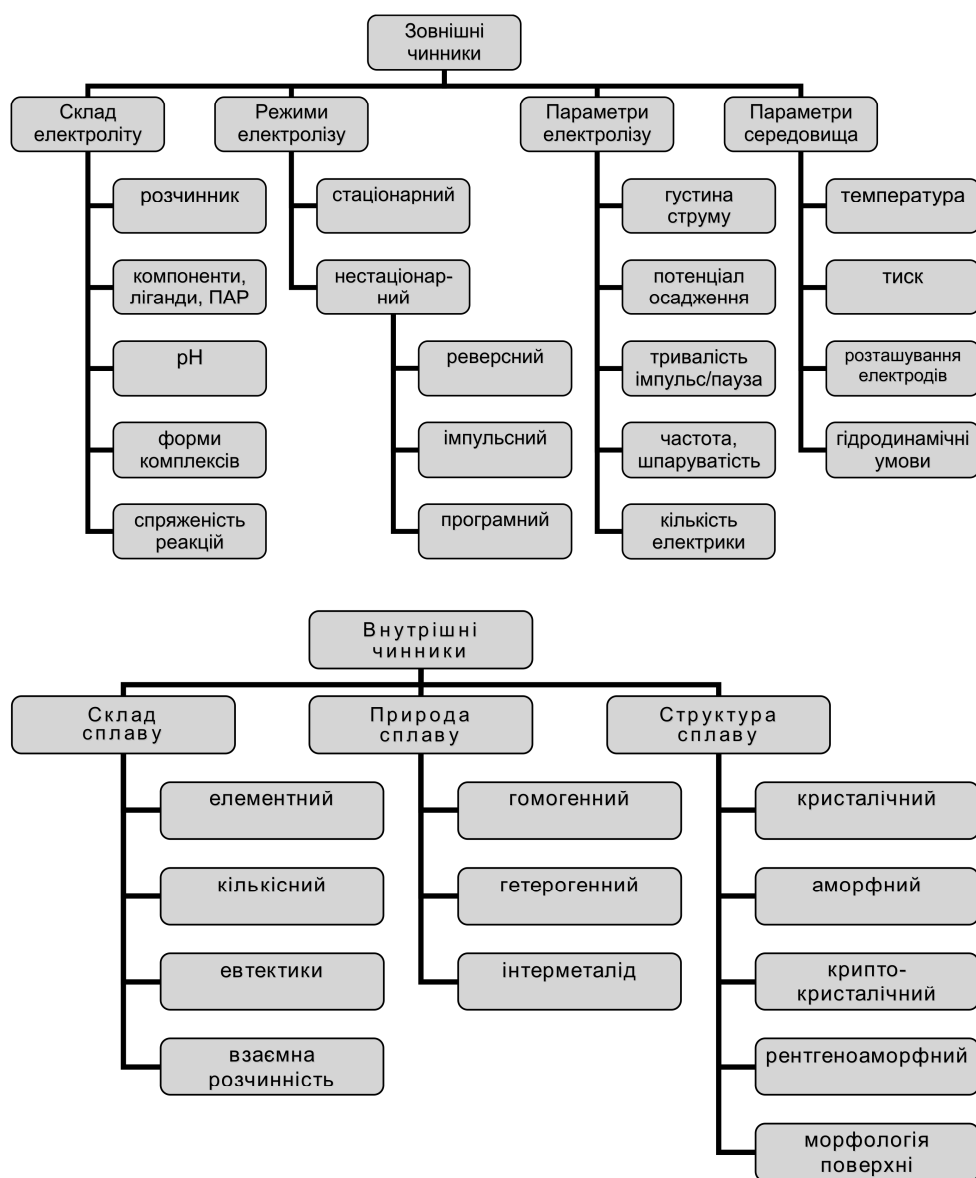 Зовнішні
чинники
Склад
електроліту
Режими
електролізу
Параметри
електролізу
Параметри
середовища
розчинник
компоненти,
ліганди, ПАР
pH
форми
комплексів
спряженість
реакцій
стаціонарний
нестаціонар-
ний
реверсний
імпульсний
програмний
густина
струму
потенціал
осадження
тривалість
імпульс/пауза
частота,
шпаруватість
кількість
електрики
температура
тиск
розташування
електродів
гідродинамічні
умови
Внутрішні
чинники
Склад
сплаву
Природа
сплаву
Структура
сплаву
елементний
кількісний
евтектики
взаємна
розчинність
гомогенний
гетерогенний
інтерметалід
кристалічний
аморфний
крипто-
кристалічний
рентгеноаморфний
морфологія
поверхні